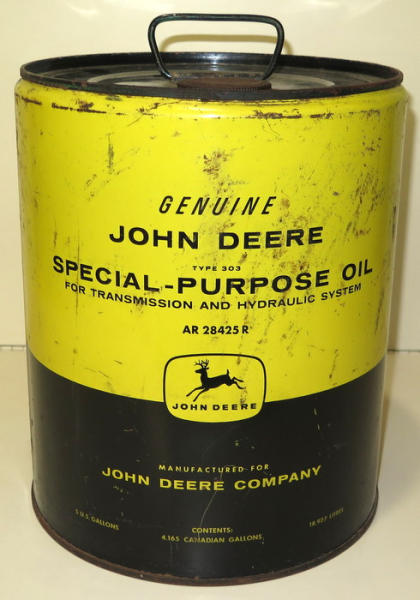 GENUINE
JOHN DEERE
TYPE 303
SPECIAL-PURPOSE OIL
FOR TRANSMISSION AND HYDRAULIC SYSTEM
AR 28425 R
JOHN DEERE
MANUFACTURED FOR
JOHN DEERE COMPANY
5 U.S. GALLONS
CONTENTS:
4.165 CANADIAN GALLONS
18.927 LITRES